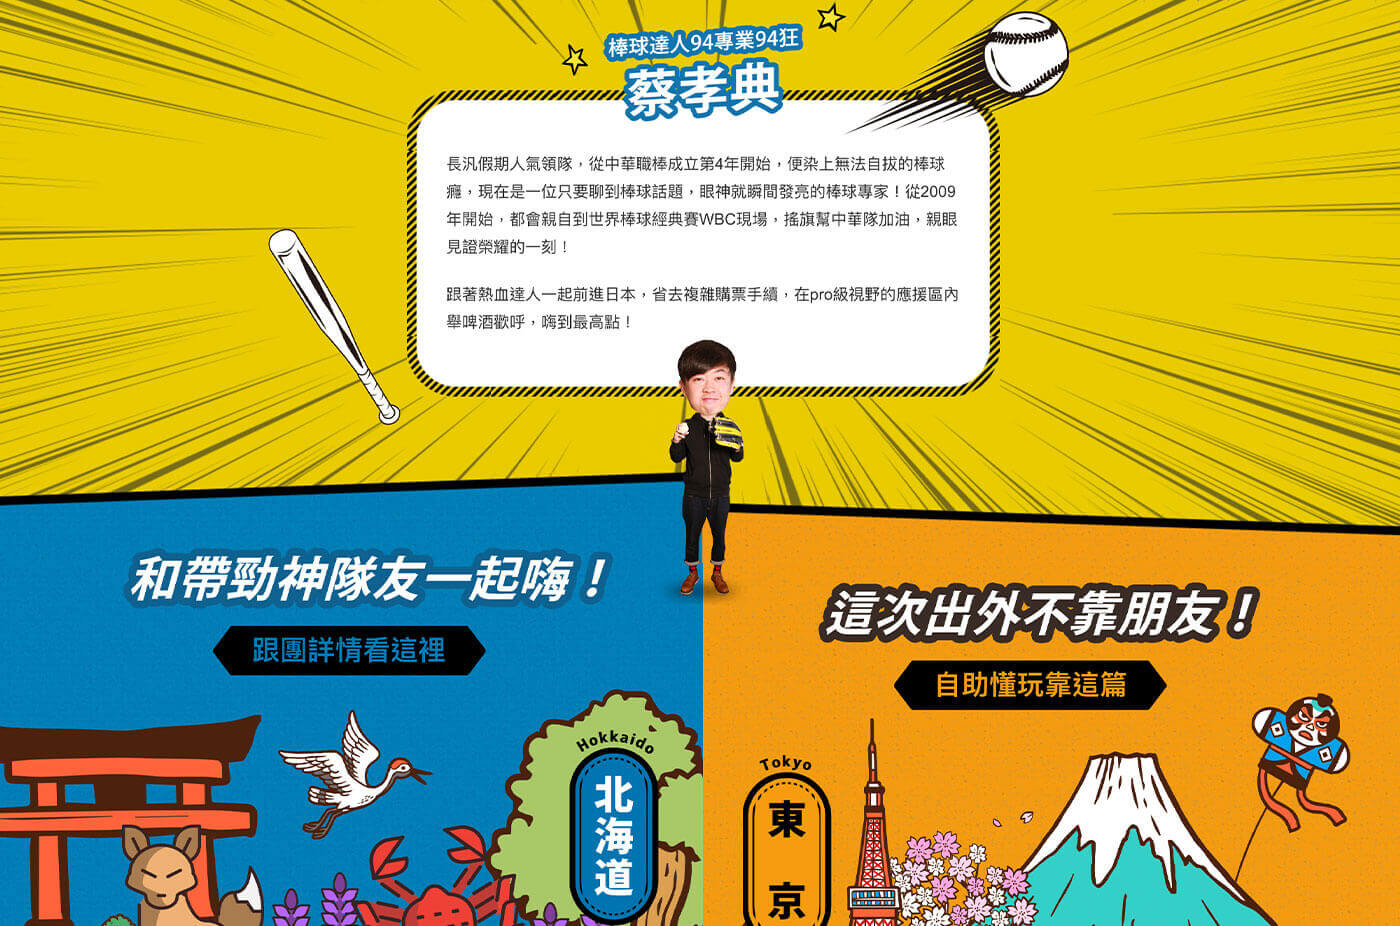 棒球達人94專業94狂
蔡孝典
長汎假期人氣領隊，從中華職棒成立第4年開始，便染上無法自拔的棒球
癮，現在是一位只要聊到棒球話題，眼神就瞬間發亮的棒球專家！從2009
年開始，都會親自到世界棒球經典賽WBC現場，搖旗幫中華隊加油，親眼
見證榮耀的一刻！
跟著熱血達人一起前進日本，省去複雜購票手續，在pro級視野的應援區內
舉啤酒歡呼，嗨到最高點！
和帶勁神隊友一起嗨！
跟團詳情看這裡
Hokkaido
北海道
這次出外不靠朋友！
自助懂玩靠這篇
Tokyo
東京